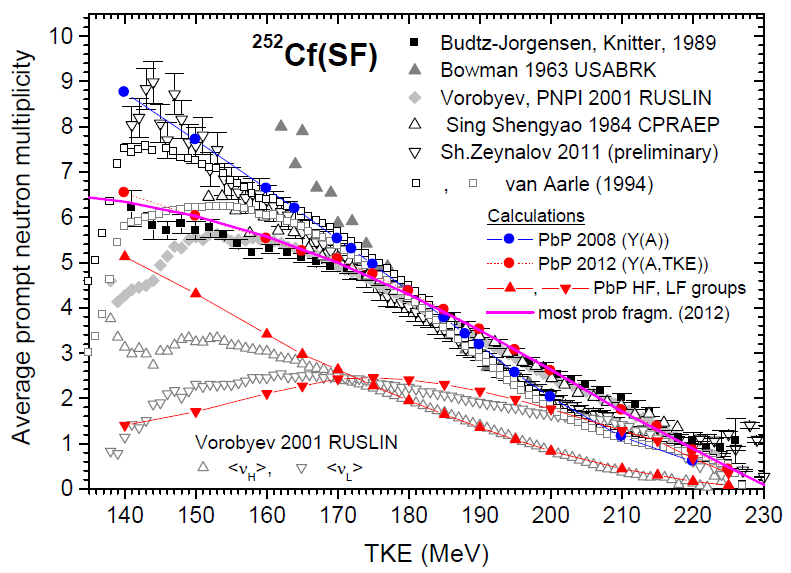 252Cf(SF)
Budtz-Jorgensen, Knitter, 1989
Bowman 1963 USABRK
Vorobyev, PNPI 2001 RUSLIN
Sing Shengyao 1984 CPRAEP
Sh.Zeynalov 2011 (preliminary)
, van Aarle (1994)
Calculations
PbP 2008 (Y(A))
PbP 2012 (Y(A,TKE))
, PbP HF, LF groups
most prob fragm. (2012)
Vorobyev 2001 RUSLIN
<νH>, <νL>
Average prompt neutron multiplicity
10
9
8
7
6
5
4
3
2
1
0
140 150 160 170 180 190 200 210 220 230
TKE (MeV)